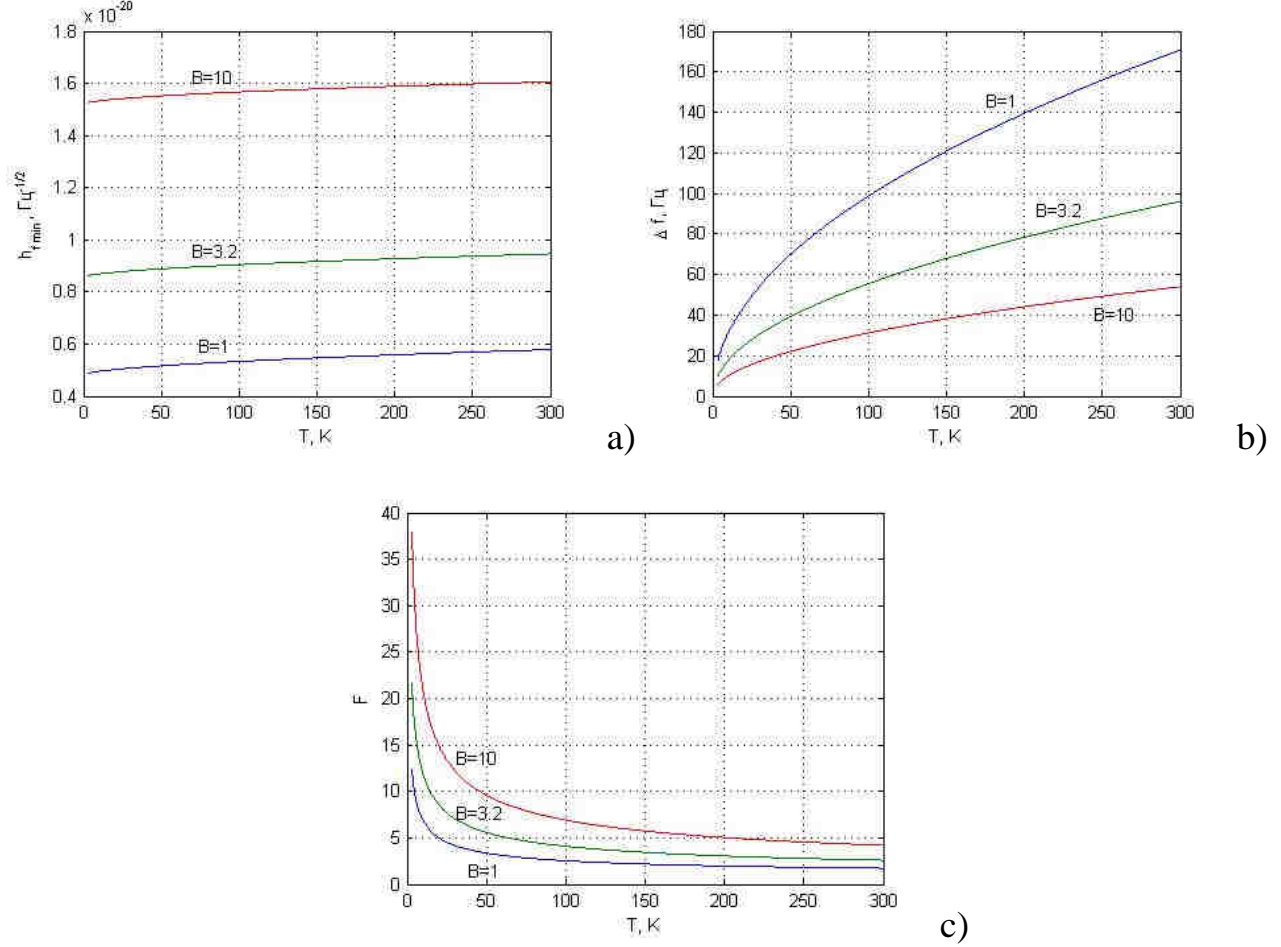 x 10⁻²⁰
1.8
1.6
1.4
1.2
1
0.8
0.6
0.4
h_f min, Гц⁻¹ᐟ²
B=10
B=3.2
B=1
0 50 100 150 200 250 300
T, K
a)
180
160
140
120
100
80
60
40
20
0
Δ f, Гц
B=1
B=3.2
B=10
0 50 100 150 200 250 300
T, K
b)
40
35
30
25
20
15
10
5
0
F
B=10
B=3.2
B=1
0 50 100 150 200 250 300
T, K
c)